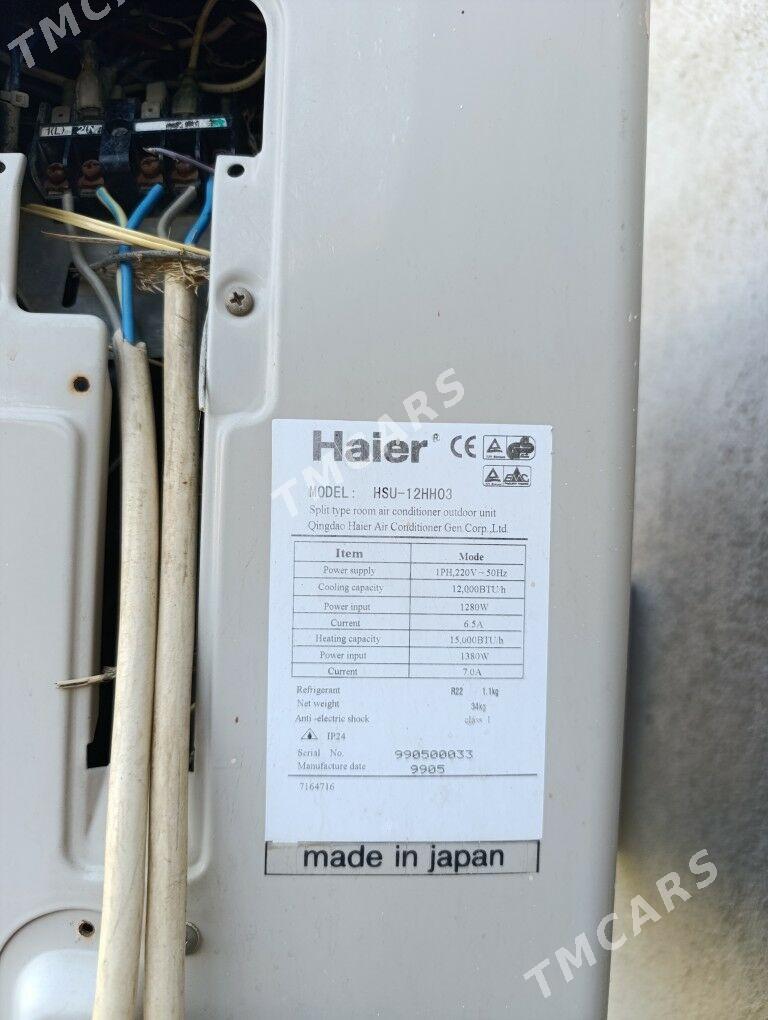 TMCARS
1(L) 2(N)
TMCARS
Haier ® CE
MODEL: HSU-12HH03
Split type room air conditioner outdoor unit
Qingdao Haier Air Conditioner Gen.Corp.,Ltd.
Item Mode
Power supply 1PH,220V~50Hz
Cooling capacity 12,000BTU/h
Power input 1280W
Current 6.5A
Heating capacity 15,000BTU/h
Power input 1380W
Current 7.0A
Refrigerant R22 1.1kg
Net weight 34kg
Anti-electric shock class I
IP24
Serial No. 990500033
Manufacture date 9905
7164716
made in japan
TMCARS